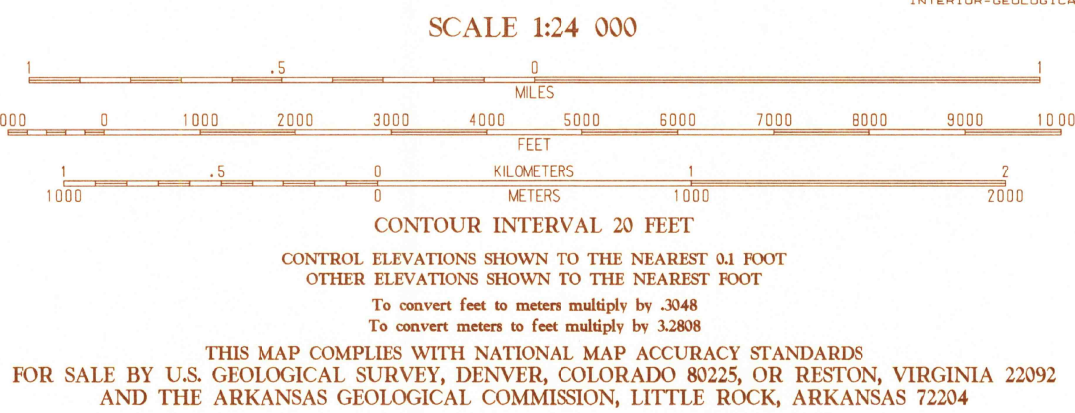 INTERIOR-GEOLOGICA
SCALE 1:24 000
1 .5 0 1
MILES
000 0 1000 2000 3000 4000 5000 6000 7000 8000 9000 10 00
FEET
1 .5 0 KILOMETERS 1 2
1000 0 METERS 1000 2000
CONTOUR INTERVAL 20 FEET
CONTROL ELEVATIONS SHOWN TO THE NEAREST 0.1 FOOT
OTHER ELEVATIONS SHOWN TO THE NEAREST FOOT
To convert feet to meters multiply by .3048
To convert meters to feet multiply by 3.2808
THIS MAP COMPLIES WITH NATIONAL MAP ACCURACY STANDARDS
FOR SALE BY U.S. GEOLOGICAL SURVEY, DENVER, COLORADO 80225, OR RESTON, VIRGINIA 22092
AND THE ARKANSAS GEOLOGICAL COMMISSION, LITTLE ROCK, ARKANSAS 72204